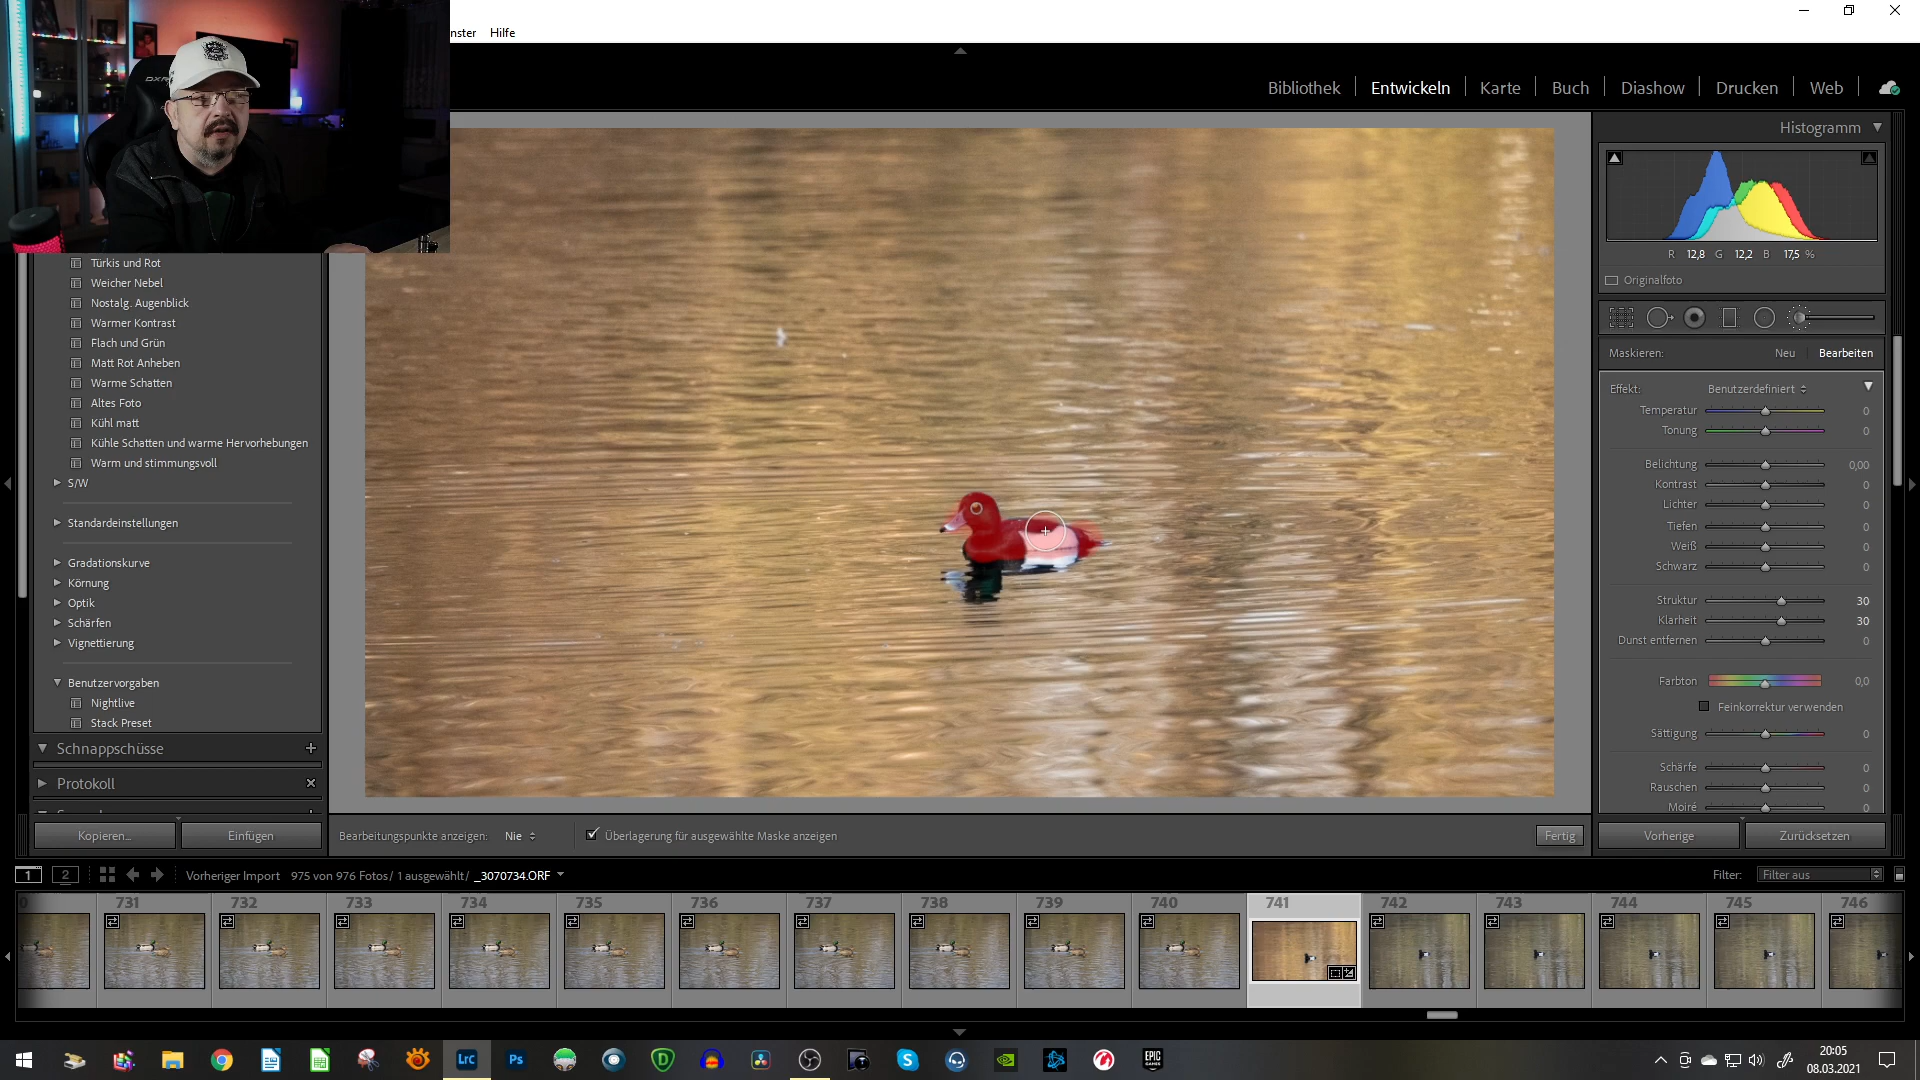 nster Hilfe
DXR
Bibliothek Entwickeln Karte Buch Diashow Drucken Web
Histogramm
R 12,8 G 12,2 B 17,5 %
Originalfoto
Maskieren: Neu Bearbeiten
Effekt: Benutzerdefiniert
Temperatur 0
Tonung 0
Belichtung 0,00
Kontrast 0
Lichter 0
Tiefen 0
Weiß 0
Schwarz 0
Struktur 30
Klarheit 30
Dunst entfernen 0
Farbton 0,0
Feinkorrektur verwenden
Sättigung 0
Schärfe 0
Rauschen 0
Moiré 0
Vorherige Zurücksetzen
Türkis und Rot
Weicher Nebel
Nostalg. Augenblick
Warmer Kontrast
Flach und Grün
Matt Rot Anheben
Warme Schatten
Altes Foto
Kühl matt
Kühle Schatten und warme Hervorhebungen
Warm und stimmungsvoll
S/W
Standardeinstellungen
Gradationskurve
Körnung
Optik
Schärfen
Vignettierung
Benutzervorgaben
Nightlive
Stack Preset
Schnappschüsse
Protokoll
Kopieren... Einfügen
Bearbeitungspunkte anzeigen: Nie Überlagerung für ausgewählte Maske anzeigen Fertig
1 2 Vorheriger Import 975 von 976 Fotos/ 1 ausgewählt/ _3070734.ORF Filter: Filter aus
0 731 732 733 734 735 736 737 738 739 740 741 742 743 744 745 746
LrC Ps EPIC GAMES
20:05
08.03.2021